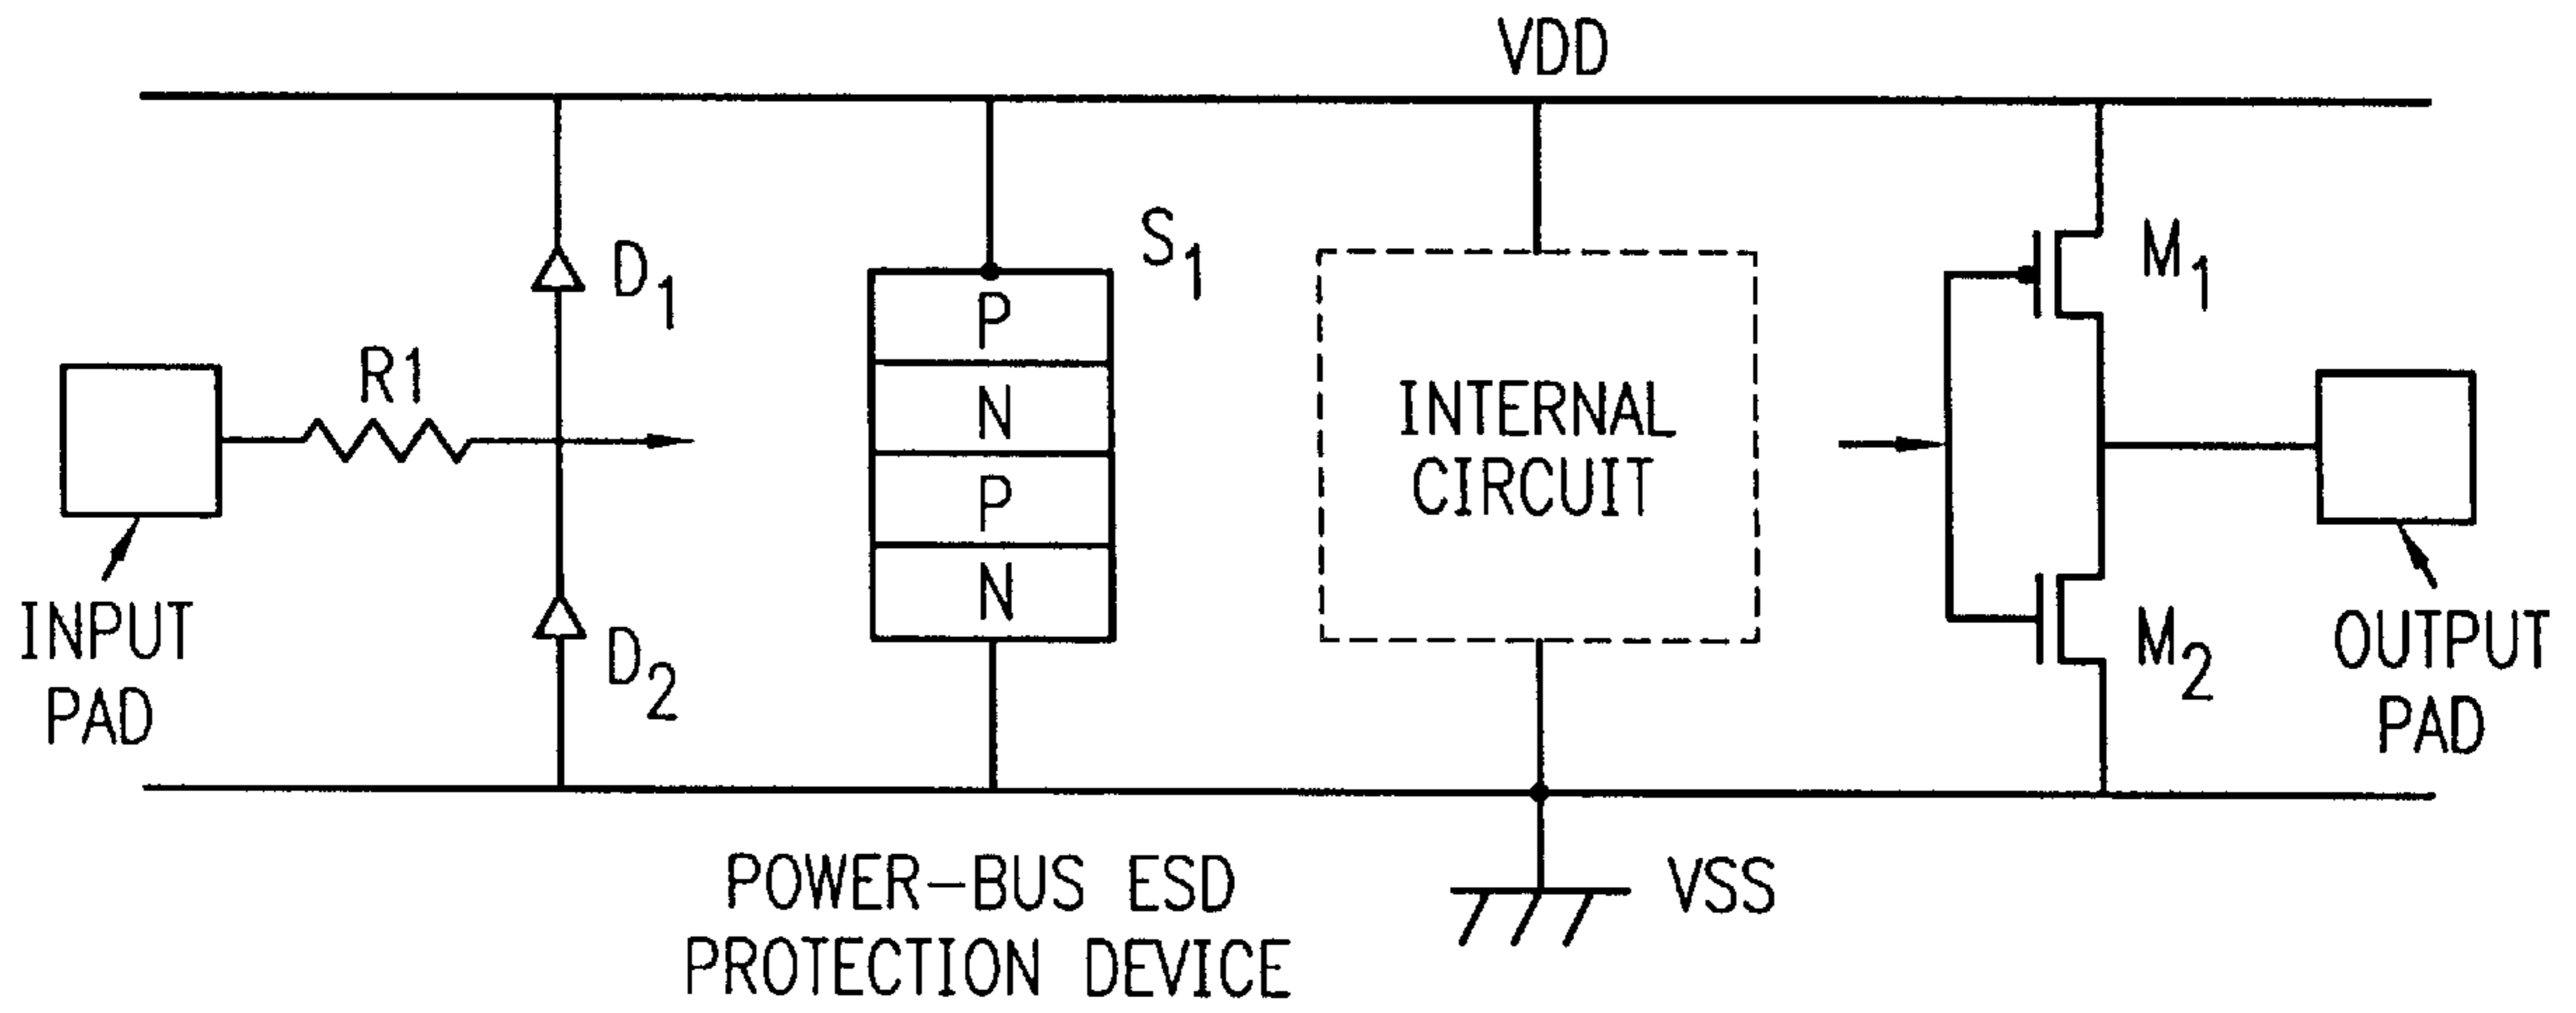 VDD
S1
D1
M1
P
R1
N
INTERNAL
CIRCUIT
P
N
INPUT
PAD
D2
M2
OUTPUT
PAD
POWER-BUS ESD
PROTECTION DEVICE
VSS